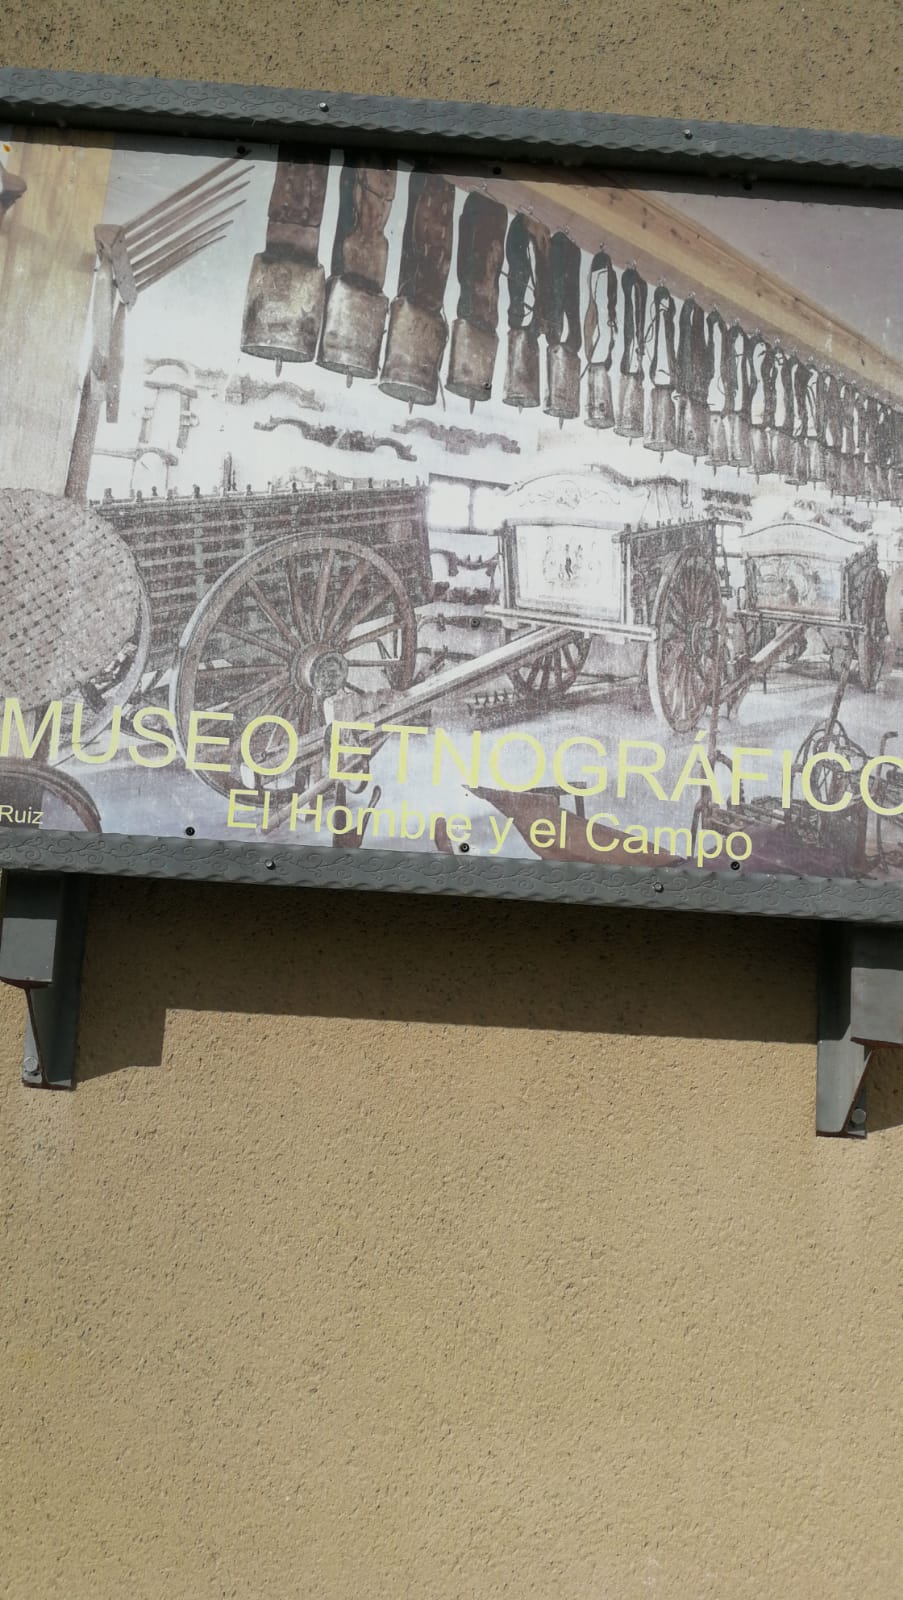 MUSEO ETNOGRÁFICO
El Hombre y el Campo
Ruiz